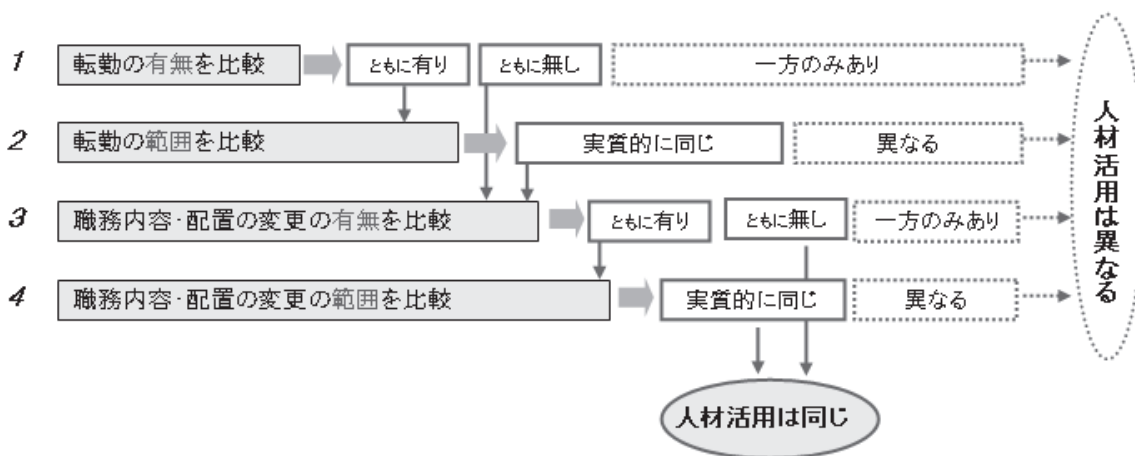 1 転勤の有無を比較 ともに有り ともに無し 一方のみあり
2 転勤の範囲を比較 実質的に同じ 異なる
3 職務内容・配置の変更の有無を比較 ともに有り ともに無し 一方のみあり
4 職務内容・配置の変更の範囲を比較 実質的に同じ 異なる
人材活用は異なる
人材活用は同じ